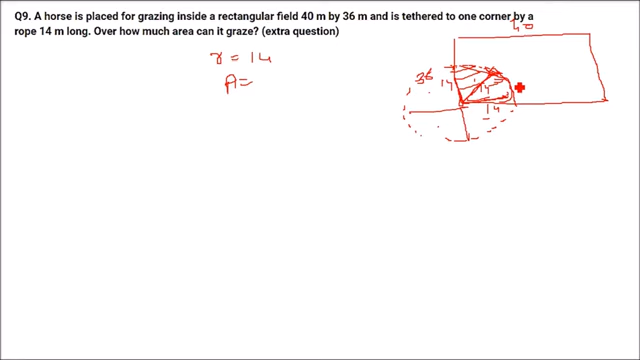 Q9. A horse is placed for grazing inside a rectangular field 40 m by 36 m and is tethered to one corner by a
rope 14 m long. Over how much area can it graze? (extra question)
40
r = 14
A =
36
14
14
14